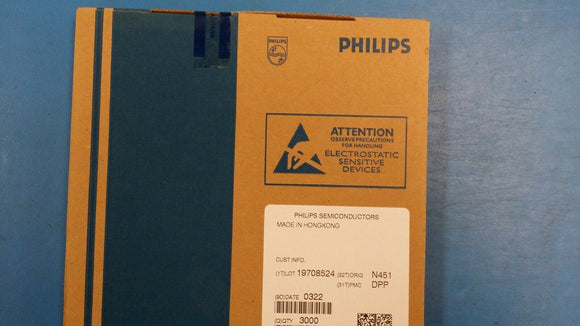 PHILIPS
ATTENTION
OBSERVE PRECAUTIONS
FOR HANDLING
ELECTROSTATIC
SENSITIVE
DEVICES
PHILIPS SEMICONDUCTORS
MADE IN HONGKONG
CUST INFO.
(1T)LOT 19708524 (32T)ORIG N451
(31T)PMC DPP
(9D)DATE 0322
(Q)QTY 3000